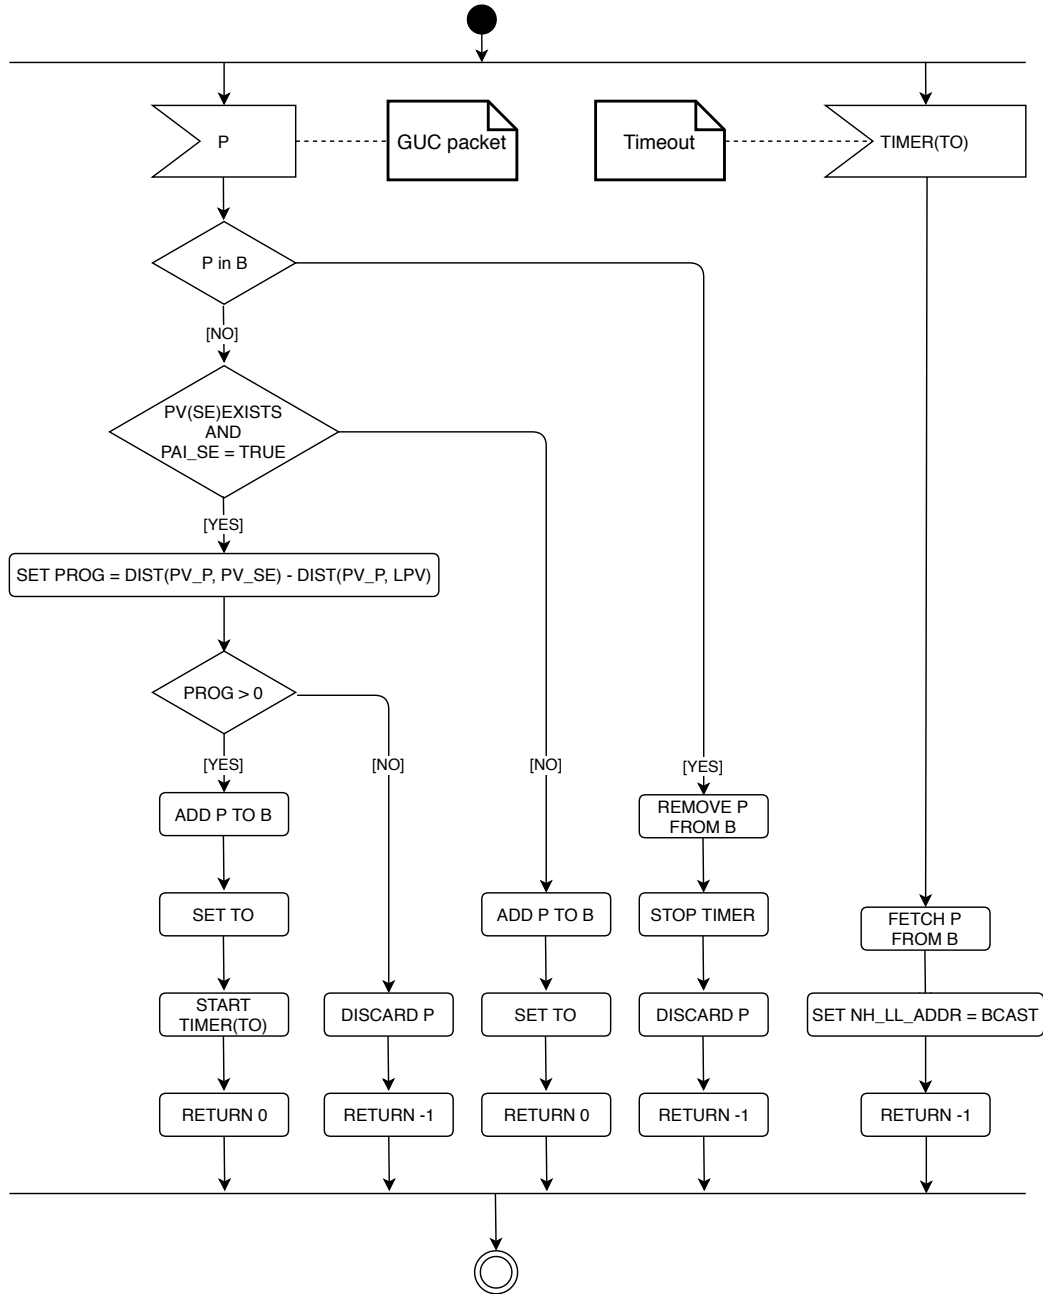 P
GUC packet
Timeout
TIMER(TO)
P in B
[NO]
PV(SE)EXISTS
AND
PAI_SE = TRUE
[YES]
SET PROG = DIST(PV_P, PV_SE) - DIST(PV_P, LPV)
PROG > 0
[YES]
[NO]
[NO]
[YES]
ADD P TO B
REMOVE P
FROM B
SET TO
ADD P TO B
STOP TIMER
FETCH P
FROM B
START
TIMER(TO)
DISCARD P
SET TO
DISCARD P
SET NH_LL_ADDR = BCAST
RETURN 0
RETURN -1
RETURN 0
RETURN -1
RETURN -1